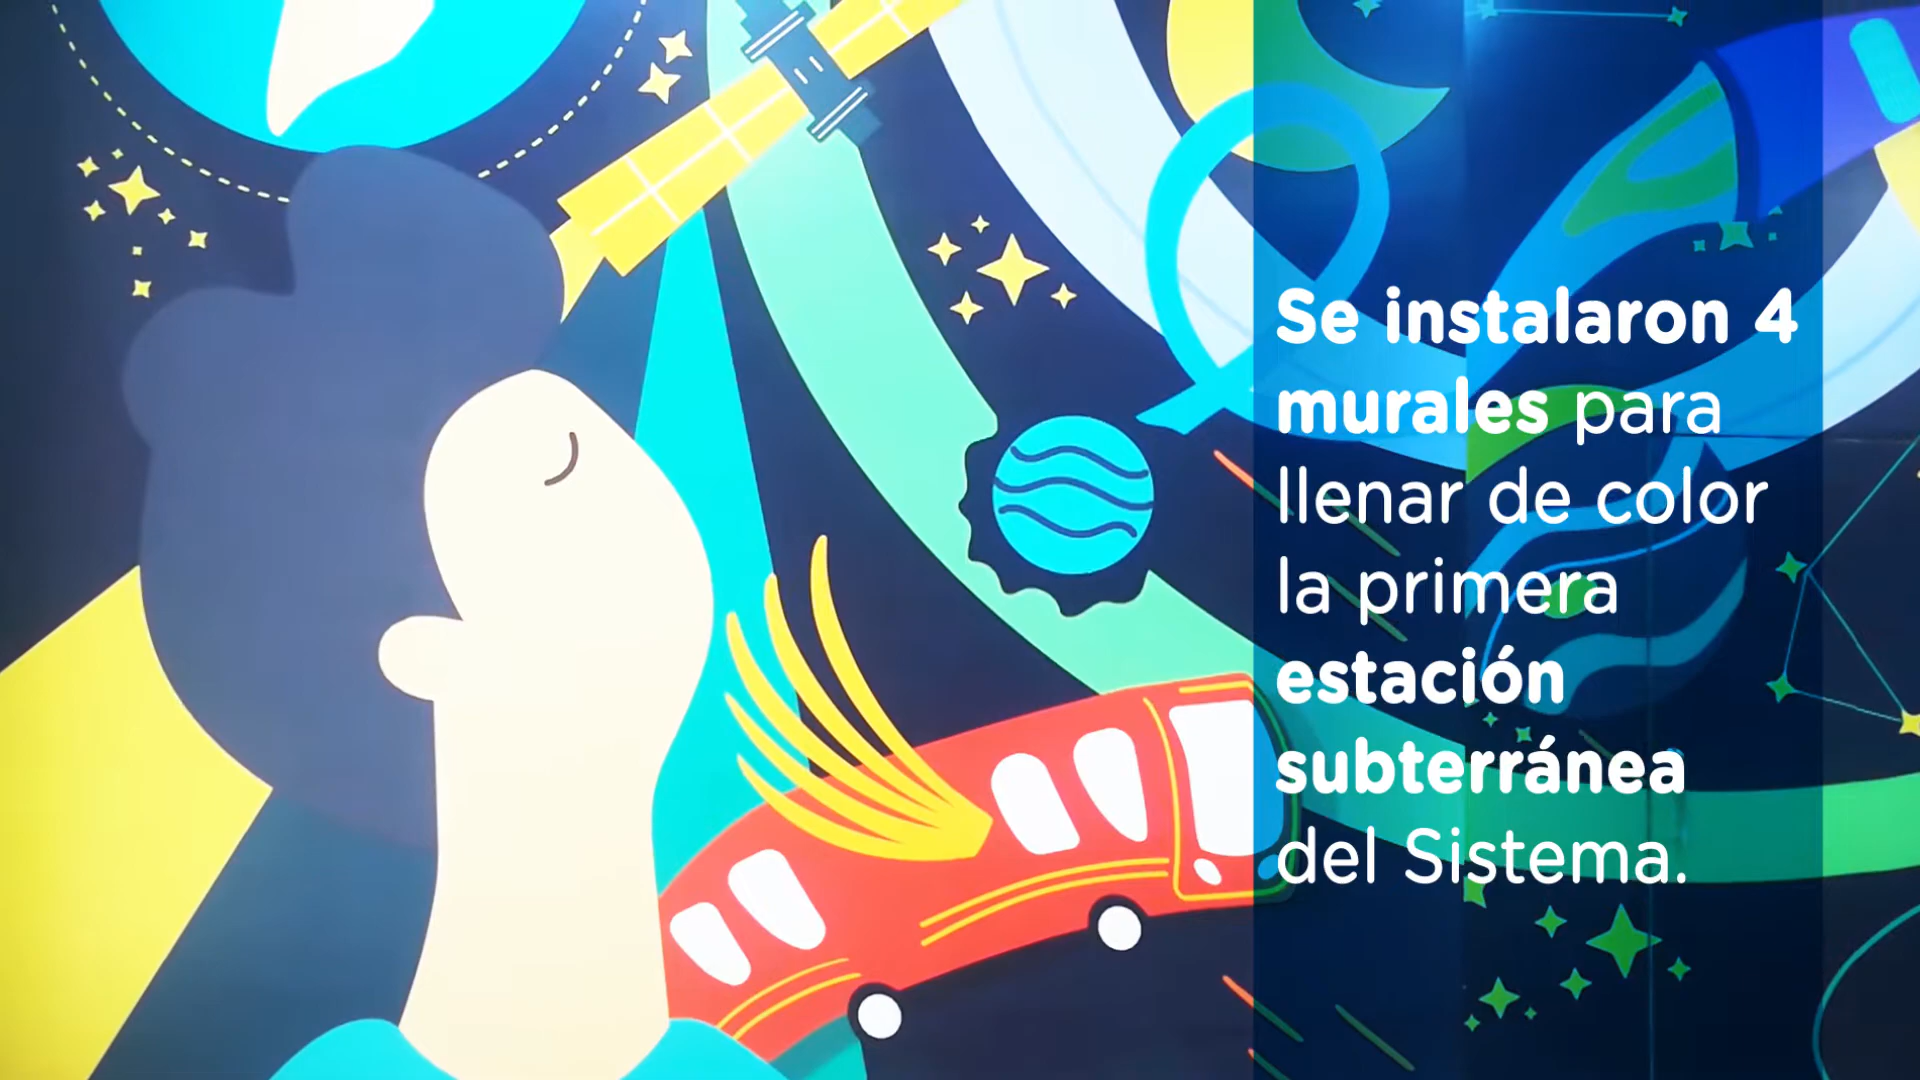 Se instalaron 4
murales para
llenar de color
la primera
estación
subterránea
del Sistema.